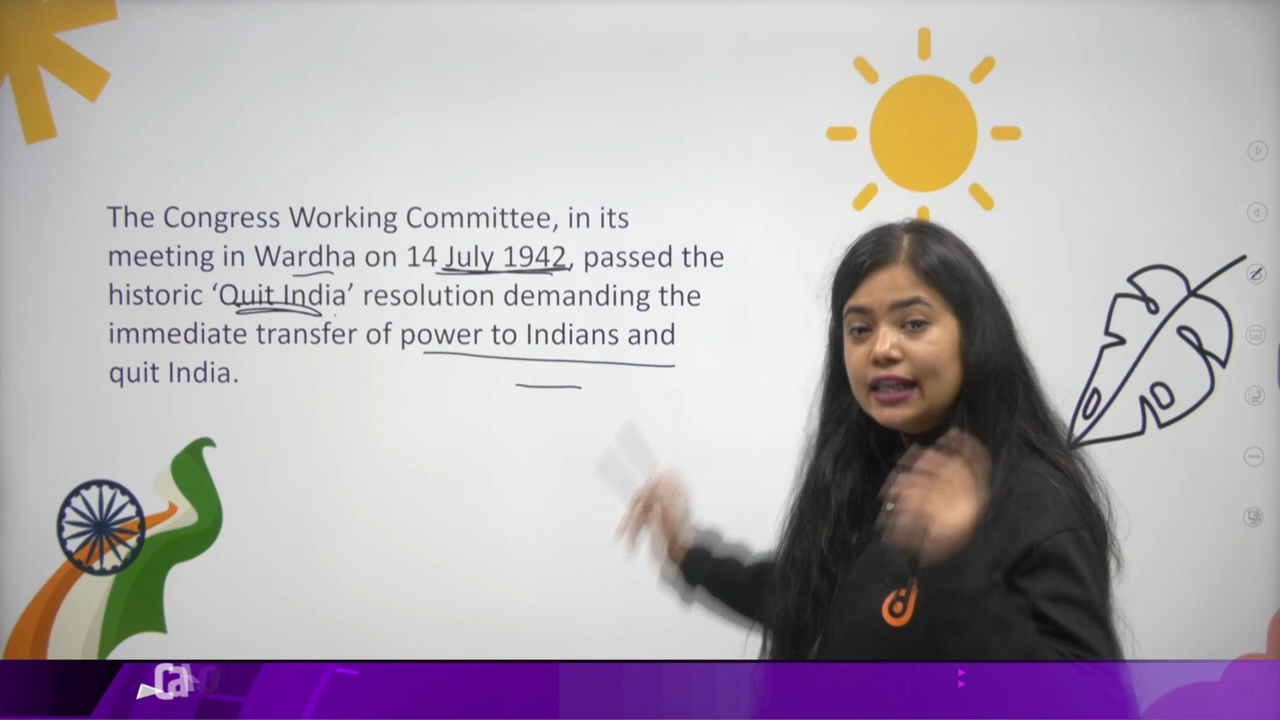 The Congress Working Committee, in its
meeting in Wardha on 14 July 1942, passed the
historic ‘Quit India’ resolution demanding the
immediate transfer of power to Indians and
quit India.